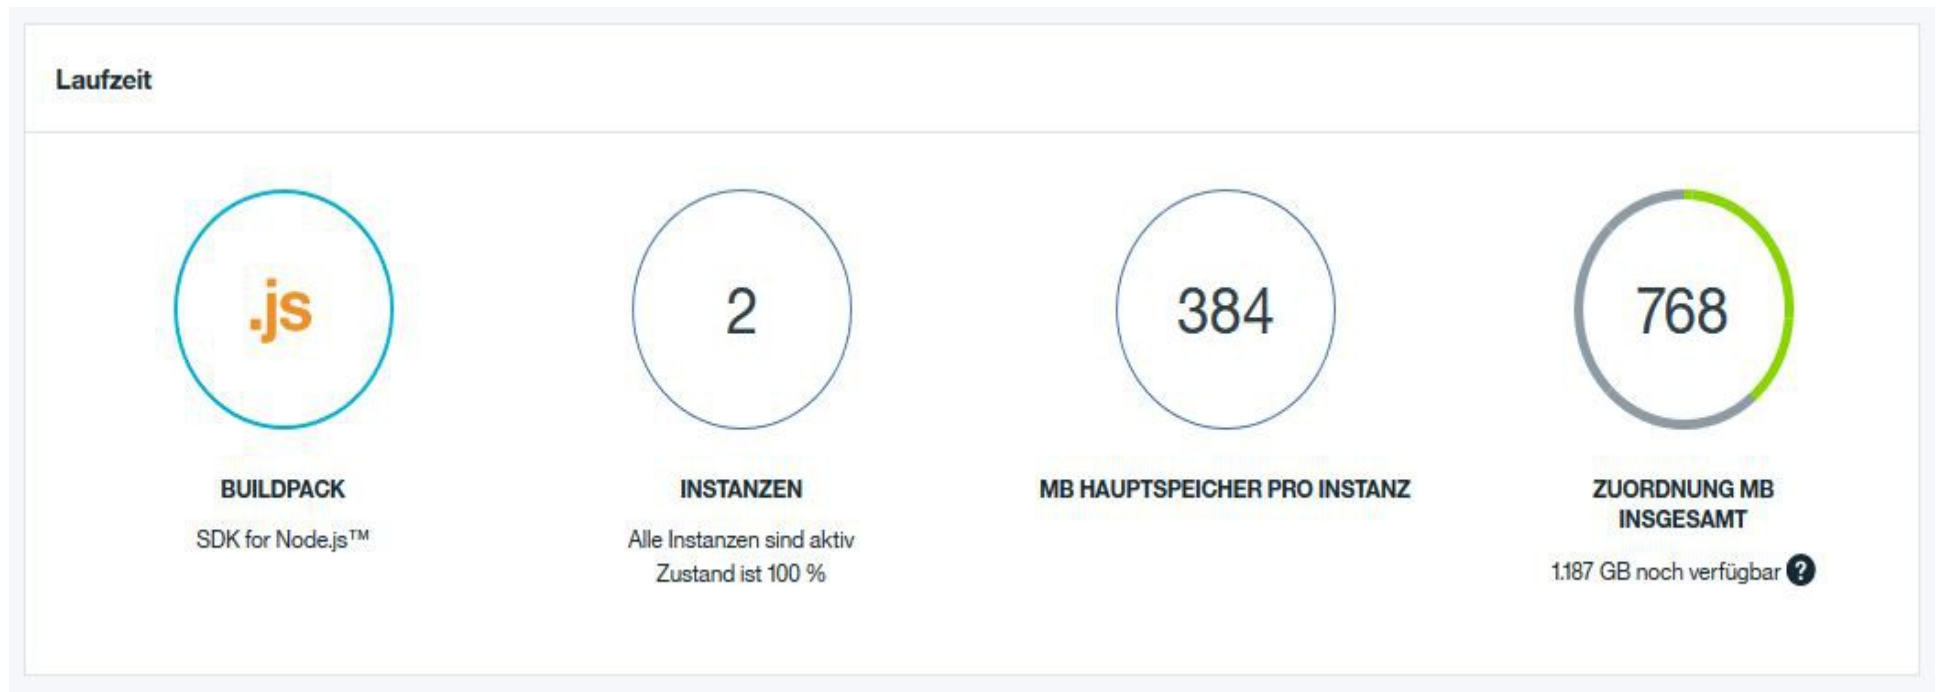 Laufzeit
.js
2
384
768
BUILDPACK
SDK for Node.js™
INSTANZEN
Alle Instanzen sind aktiv
Zustand ist 100 %
MB HAUPTSPEICHER PRO INSTANZ
ZUORDNUNG MB
INSGESAMT
1.187 GB noch verfügbar ?